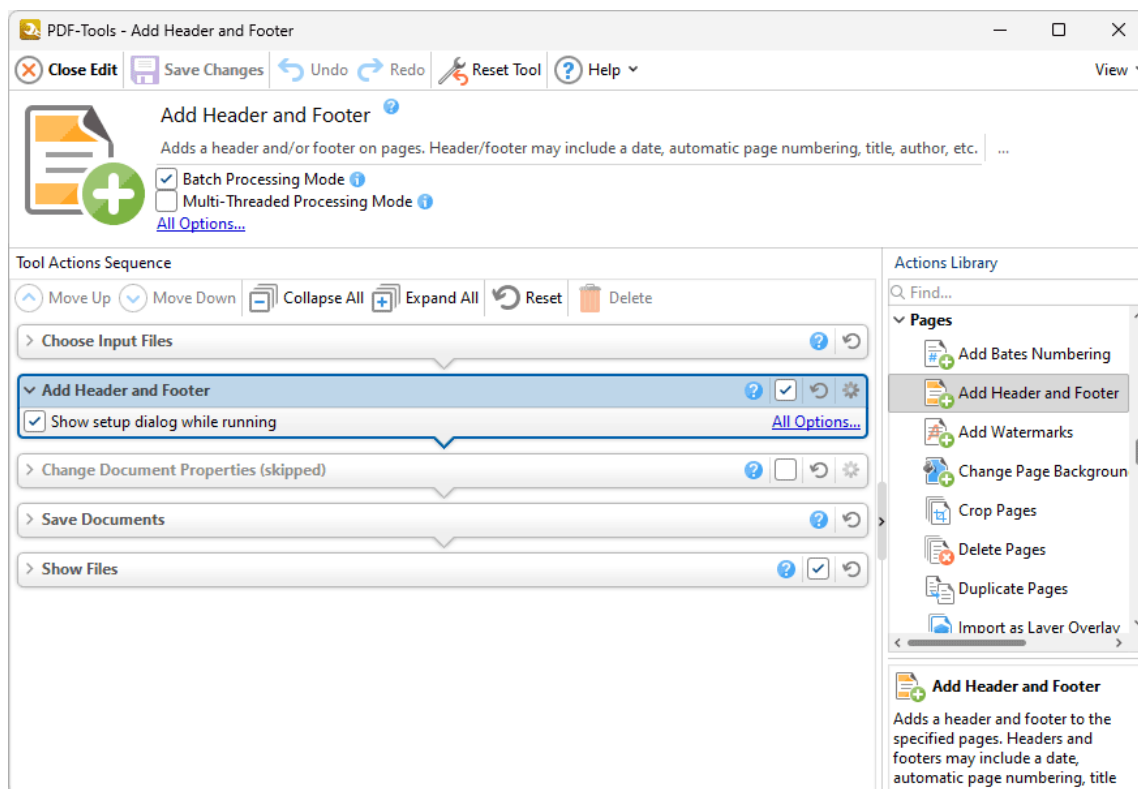 PDF-Tools - Add Header and Footer
Close Edit Save Changes Undo Redo Reset Tool ? Help View
Add Header and Footer ?
Adds a header and/or footer on pages. Header/footer may include a date, automatic page numbering, title, author, etc. ...
Batch Processing Mode i
Multi-Threaded Processing Mode i
All Options...
Tool Actions Sequence
Move Up Move Down Collapse All Expand All Reset Delete
Choose Input Files ?
Add Header and Footer ?
Show setup dialog while running All Options...
Change Document Properties (skipped) ?
Save Documents ?
Show Files ?
Actions Library
Find...
Pages
# Add Bates Numbering
Add Header and Footer
Add Watermarks
Change Page Backgroun
Crop Pages
Delete Pages
Duplicate Pages
Import as Layer Overlay
Add Header and Footer
Adds a header and footer to the
specified pages. Headers and
footers may include a date,
automatic page numbering, title